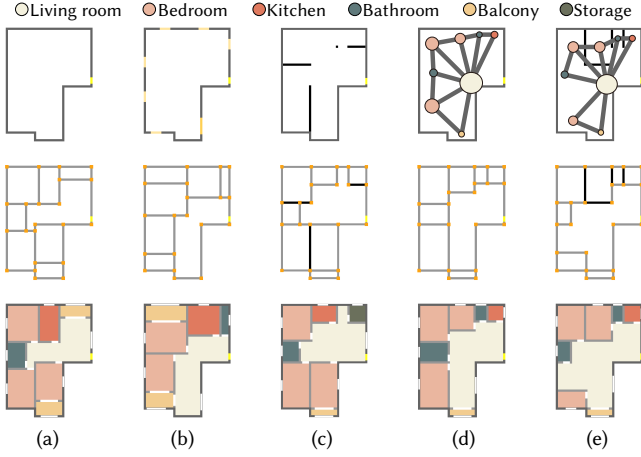 Living room Bedroom Kitchen Bathroom Balcony Storage
(a) (b) (c) (d) (e)